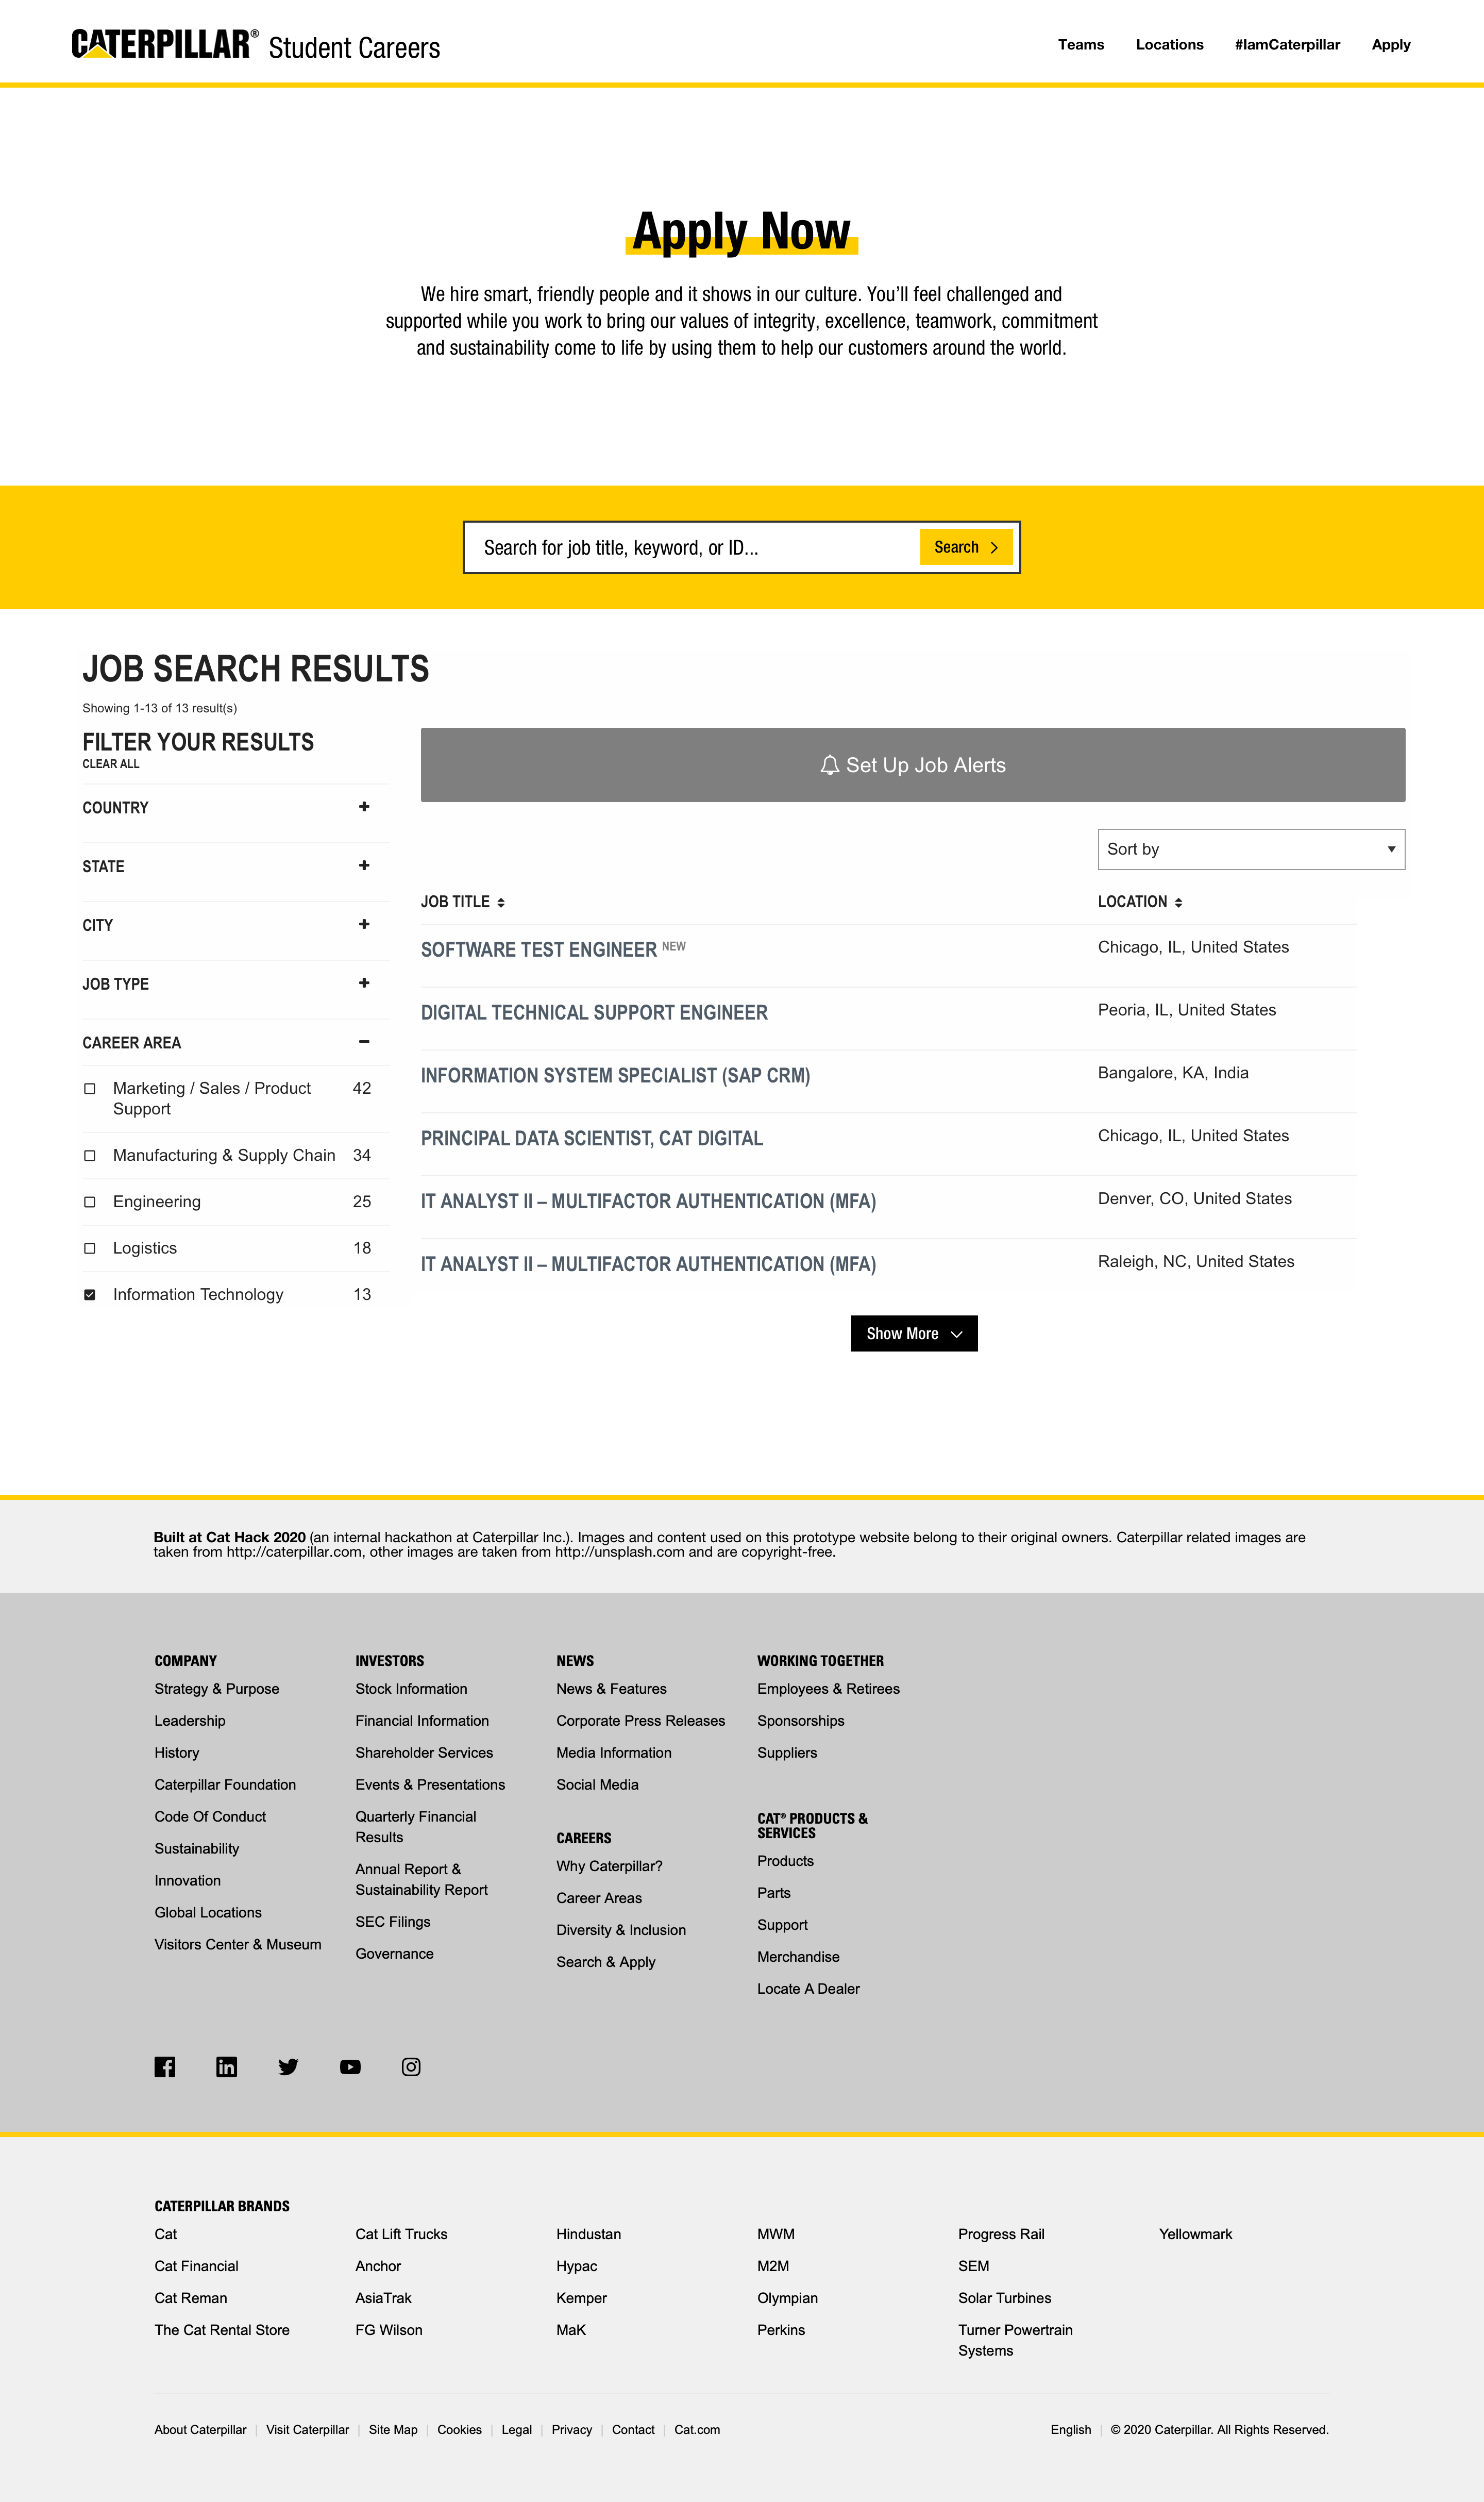 CATERPILLAR® Student Careers
Teams Locations #IamCaterpillar Apply
Apply Now
We hire smart, friendly people and it shows in our culture. You’ll feel challenged and
supported while you work to bring our values of integrity, excellence, teamwork, commitment
and sustainability come to life by using them to help our customers around the world.
Search for job title, keyword, or ID...
Search
JOB SEARCH RESULTS
Showing 1-13 of 13 result(s)
FILTER YOUR RESULTS
CLEAR ALL
COUNTRY
STATE
CITY
JOB TYPE
CAREER AREA
Marketing / Sales / Product 42
Support
Manufacturing & Supply Chain 34
Engineering 25
Logistics 18
Information Technology 13
Set Up Job Alerts
Sort by
JOB TITLE LOCATION
SOFTWARE TEST ENGINEER NEW Chicago, IL, United States
DIGITAL TECHNICAL SUPPORT ENGINEER Peoria, IL, United States
INFORMATION SYSTEM SPECIALIST (SAP CRM) Bangalore, KA, India
PRINCIPAL DATA SCIENTIST, CAT DIGITAL Chicago, IL, United States
IT ANALYST II – MULTIFACTOR AUTHENTICATION (MFA) Denver, CO, United States
IT ANALYST II – MULTIFACTOR AUTHENTICATION (MFA) Raleigh, NC, United States
Show More
Built at Cat Hack 2020 (an internal hackathon at Caterpillar Inc.). Images and content used on this prototype website belong to their original owners. Caterpillar related images are
taken from http://caterpillar.com, other images are taken from http://unsplash.com and are copyright-free.
COMPANY
Strategy & Purpose
Leadership
History
Caterpillar Foundation
Code Of Conduct
Sustainability
Innovation
Global Locations
Visitors Center & Museum
INVESTORS
Stock Information
Financial Information
Shareholder Services
Events & Presentations
Quarterly Financial
Results
Annual Report &
Sustainability Report
SEC Filings
Governance
NEWS
News & Features
Corporate Press Releases
Media Information
Social Media
CAREERS
Why Caterpillar?
Career Areas
Diversity & Inclusion
Search & Apply
WORKING TOGETHER
Employees & Retirees
Sponsorships
Suppliers
CAT® PRODUCTS &
SERVICES
Products
Parts
Support
Merchandise
Locate A Dealer
CATERPILLAR BRANDS
Cat
Cat Financial
Cat Reman
The Cat Rental Store
Cat Lift Trucks
Anchor
AsiaTrak
FG Wilson
Hindustan
Hypac
Kemper
MaK
MWM
M2M
Olympian
Perkins
Progress Rail
SEM
Solar Turbines
Turner Powertrain
Systems
Yellowmark
About Caterpillar | Visit Caterpillar | Site Map | Cookies | Legal | Privacy | Contact | Cat.com
English | © 2020 Caterpillar. All Rights Reserved.